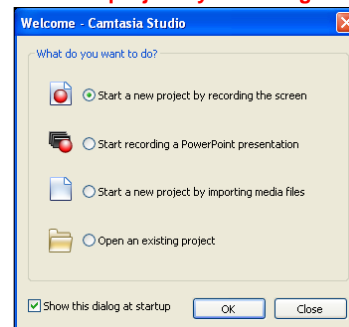 Welcome - Camtasia Studio
What do you want to do?
Start a new project by recording the screen
Start recording a PowerPoint presentation
Start a new project by importing media files
Open an existing project
Show this dialog at startup OK Close